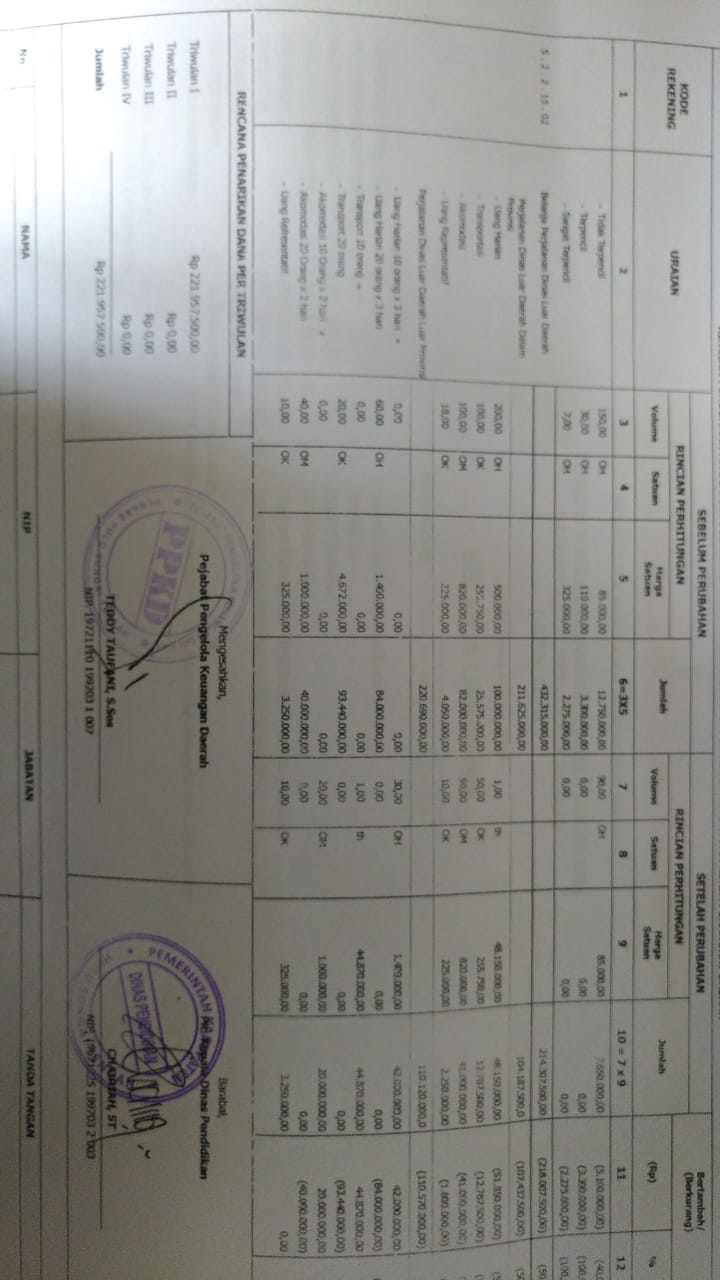 SEBELUM PERUBAHAN SETELAH PERUBAHAN Bertambah/
(Berkurang)
KODE
REKENING URAIAN RINCIAN PERHITUNGAN Jumlah RINCIAN PERHITUNGAN Jumlah
Volume Satuan Harga
Satuan Volume Satuan Harga
Satuan (Rp) %
1 2 3 4 5 6=3X5 7 8 9 10 = 7 x 9 11 12
- Tidak Terpencil 150,00 OH 85.000,00 12.750.000,00 90,00 OH 85.000,00 7.650.000,00 (5.100.000,00) (40,
- Terpencil 30,00 OH 110.000,00 3.300.000,00 0,00 0,00 0,00 (3.300.000,00) (100,
- Sangat Terpencil 7,00 OH 325.000,00 2.275.000,00 0,00 0,00 0,00 (2.275.000,00) (100,
5.2.2.15.02 Belanja Perjalanan Dinas Luar Daerah 432.315.000,00 214.307.500,00 (218.007.500,00) (50
Perjalanan Dinas Luar Daerah Dalam
Provinsi 211.625.000,00 104.187.500,0 (107.437.500,00)
- Uang Harian 200,00 OH 500.000,00 100.000.000,00 1,00 th 48.150.000,00 48.150.000,00 (51.850.000,00)
- Transportasi 100,00 OK 255.750,00 25.575.000,00 50,00 OK 255.750,00 12.787.500,00 (12.787.500,00)
- Akomodasi 100,00 OM 820.000,00 82.000.000,00 50,00 OM 820.000,00 41.000.000,00 (41.000.000,00)
- Uang Representatif 18,00 OK 225.000,00 4.050.000,00 10,00 OK 225.000,00 2.250.000,00 (1.800.000,00)
Perjalanan Dinas Luar Daerah Luar Provinsi 220.690.000,00 110.120.000,0 (110.570.000,00)
- Uang Harian 10 orang x 3 hari 0,00 0,00 0,00 30,00 OH 1.400.000,00 42.000.000,00 42.000.000,00
- Uang Harian 20 orang x 3 hari 60,00 OH 1.400.000,00 84.000.000,00 0,00 0,00 0,00 (84.000.000,00)
- Transport 10 orang 0,00 0,00 0,00 1,00 th 44.870.000,00 44.870.000,00 44.870.000,00
- Transport 20 orang 20,00 OK 4.672.000,00 93.440.000,00 0,00 0,00 0,00 (93.440.000,00)
- Akomodasi 10 Orang x 2 hari 0,00 0,00 0,00 20,00 OM 1.000.000,00 20.000.000,00 20.000.000,00
- Akomodasi 20 Orang x 2 hari 40,00 OM 1.000.000,00 40.000.000,00 0,00 0,00 0,00 (40.000.000,00)
- Uang Refresentatif 10,00 OK 325.000,00 3.250.000,00 10,00 OK 325.000,00 3.250.000,00 0,00
RENCANA PENARIKAN DANA PER TRIWULAN
Triwulan I Rp 221.957.500,00
Triwulan II Rp 0,00
Triwulan III Rp 0,00
Triwulan IV Rp 0,00
Jumlah Rp 221.957.500,00
Mengesahkan,
Pejabat Pengelola Keuangan Daerah
PPKD
TEDDY TAUFANI, S.Sos
NIP. 19721110 199203 1 007
Barabai,
Plt Kepala Dinas Pendidikan
DINAS PENDIDIKAN
CHAIRIAH, ST
NIP. 19671225 199703 2 003
No. NAMA NIP JABATAN TANDA TANGAN